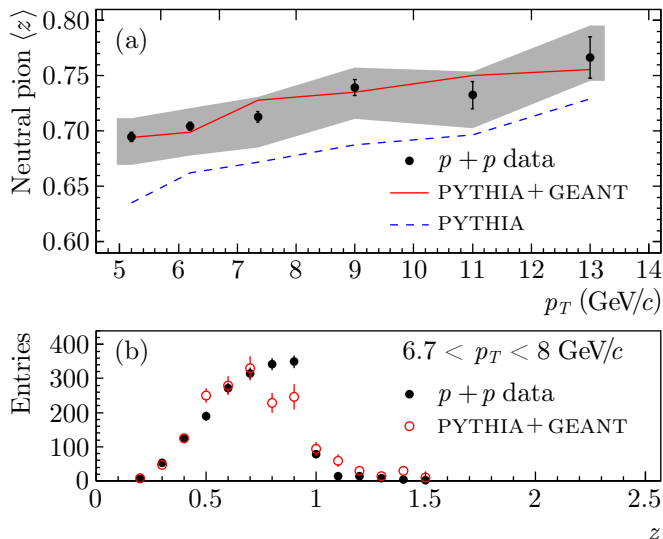 Neutral pion ⟨z⟩
0.80
0.75
0.70
0.65
0.60
(a)
p + p data
PYTHIA + GEANT
PYTHIA
5 6 7 8 9 10 11 12 13 14
p_T (GeV/c)
Entries
400
300
200
100
0
(b)
6.7 < p_T < 8 GeV/c
p + p data
PYTHIA + GEANT
0 0.5 1 1.5 2 2.5
z